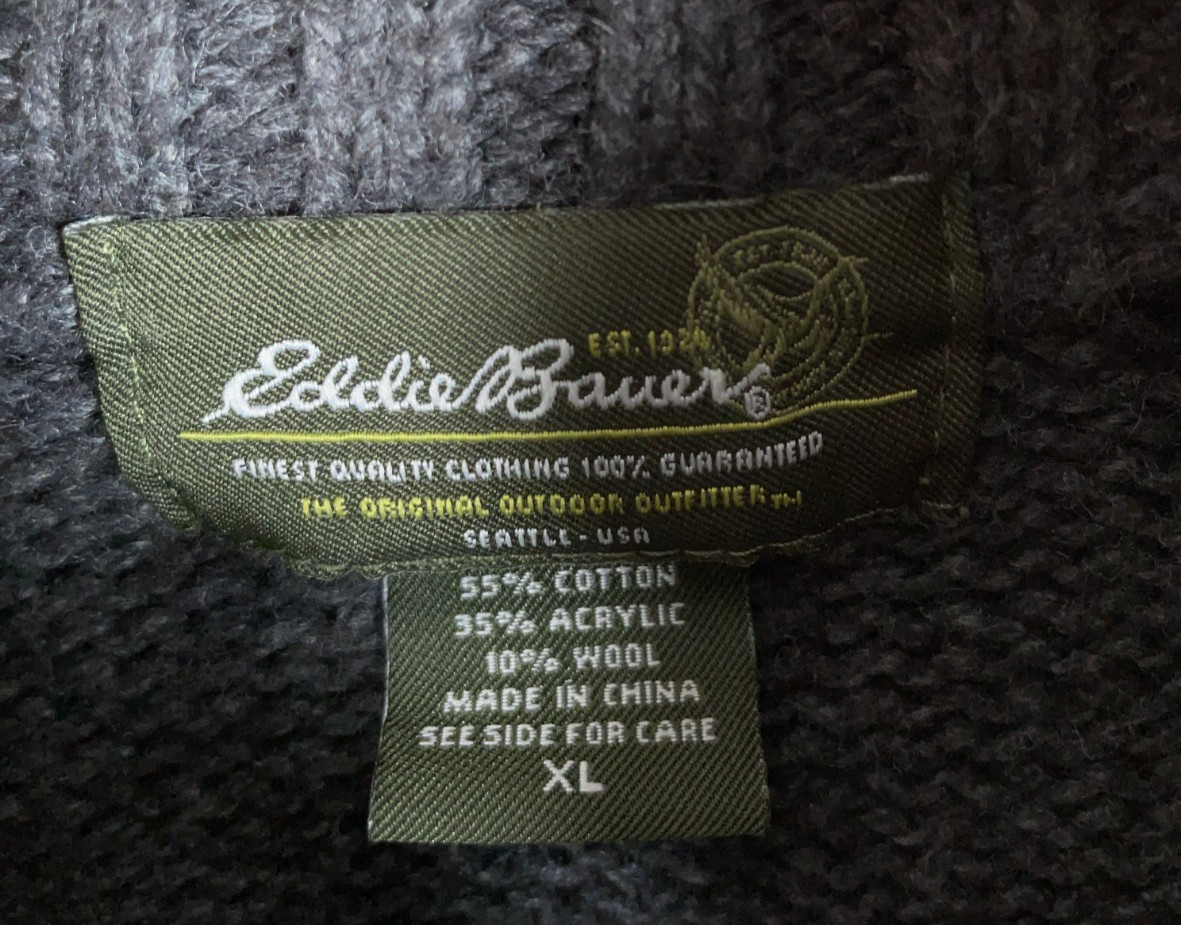 EST. 1920
Eddie Bauer®
FINEST QUALITY CLOTHING 100% GUARANTEED
THE ORIGINAL OUTDOOR OUTFITTER™
SEATTLE - USA
55% COTTON
35% ACRYLIC
10% WOOL
MADE IN CHINA
SEE SIDE FOR CARE
XL